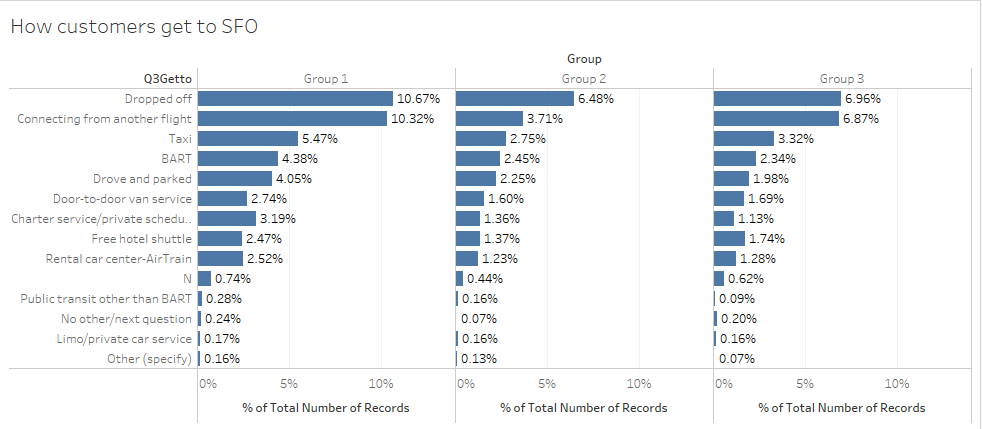 How customers get to SFO
Group
Q3Getto Group 1 Group 2 Group 3
Dropped off 10.67% 6.48% 6.96%
Connecting from another flight 10.32% 3.71% 6.87%
Taxi 5.47% 2.75% 3.32%
BART 4.38% 2.45% 2.34%
Drove and parked 4.05% 2.25% 1.98%
Door-to-door van service 2.74% 1.60% 1.69%
Charter service/private schedu.. 3.19% 1.36% 1.13%
Free hotel shuttle 2.47% 1.37% 1.74%
Rental car center-AirTrain 2.52% 1.23% 1.28%
N 0.74% 0.44% 0.62%
Public transit other than BART 0.28% 0.16% 0.09%
No other/next question 0.24% 0.07% 0.20%
Limo/private car service 0.17% 0.16% 0.16%
Other (specify) 0.16% 0.13% 0.07%
0% 5% 10% 0% 5% 10% 0% 5% 10%
% of Total Number of Records % of Total Number of Records % of Total Number of Records